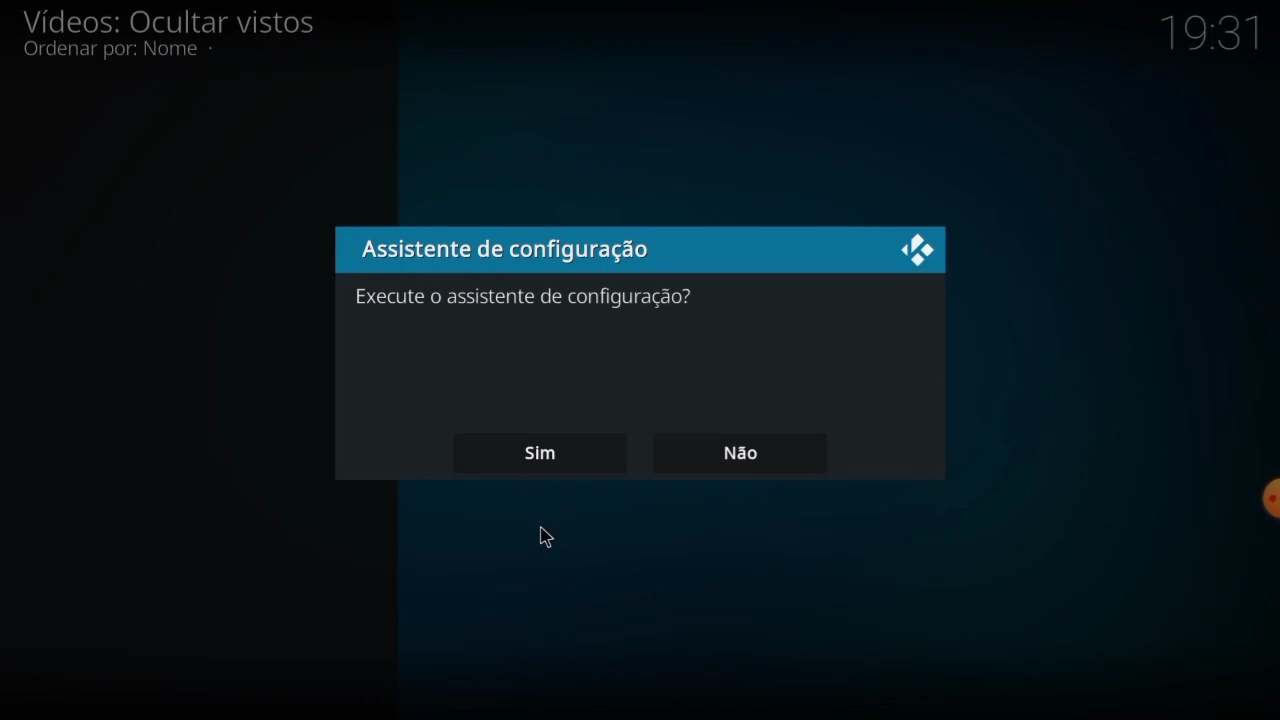 Vídeos: Ocultar vistos
Ordenar por: Nome ·
19:31
Assistente de configuração
Execute o assistente de configuração?
Sim
Não